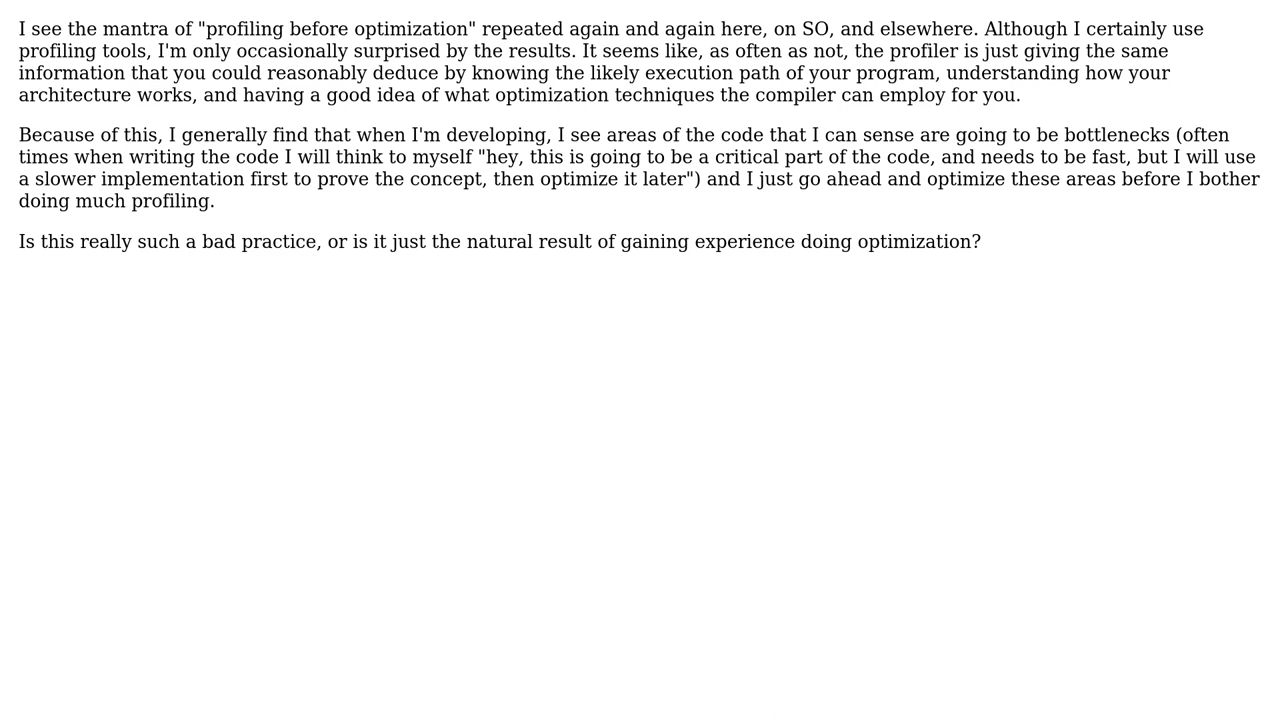 I see the mantra of "profiling before optimization" repeated again and again here, on SO, and elsewhere. Although I certainly use
profiling tools, I'm only occasionally surprised by the results. It seems like, as often as not, the profiler is just giving the same
information that you could reasonably deduce by knowing the likely execution path of your program, understanding how your
architecture works, and having a good idea of what optimization techniques the compiler can employ for you.
Because of this, I generally find that when I'm developing, I see areas of the code that I can sense are going to be bottlenecks (often
times when writing the code I will think to myself "hey, this is going to be a critical part of the code, and needs to be fast, but I will use
a slower implementation first to prove the concept, then optimize it later") and I just go ahead and optimize these areas before I bother
doing much profiling.
Is this really such a bad practice, or is it just the natural result of gaining experience doing optimization?